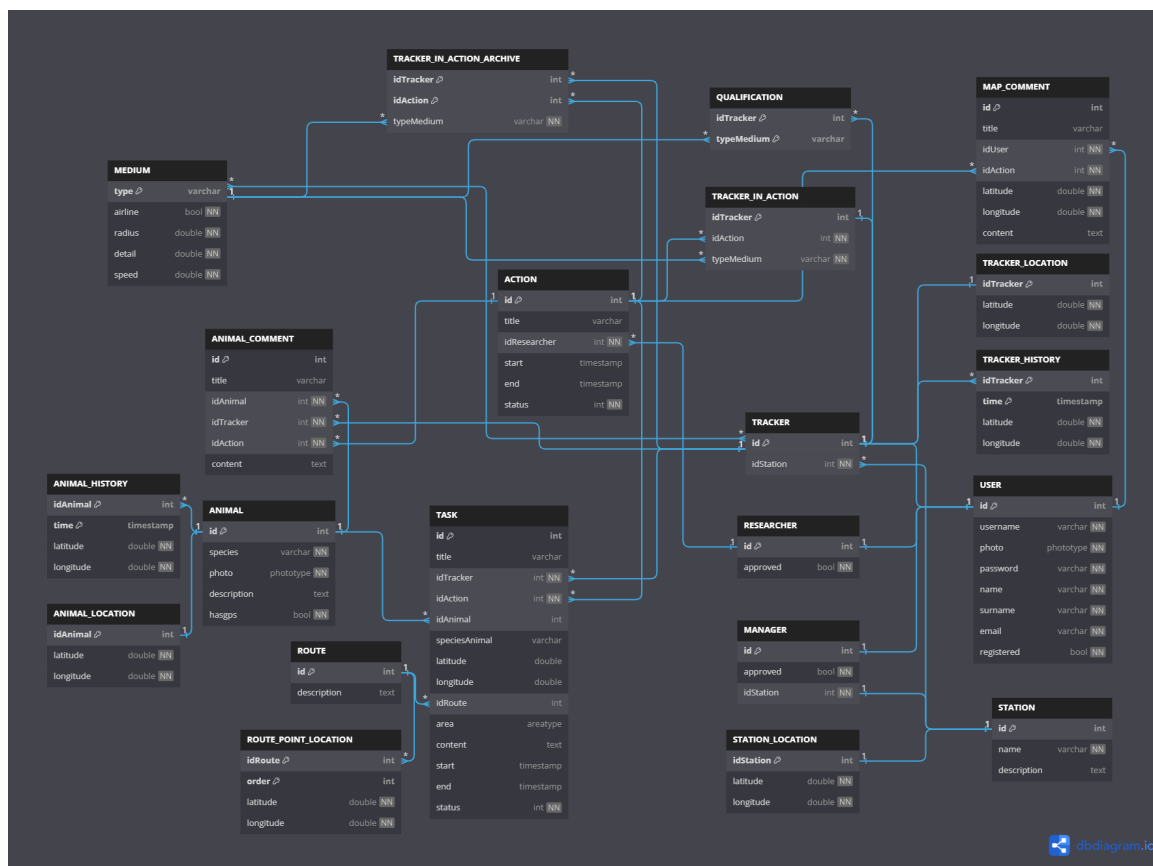 TRACKER_IN_ACTION_ARCHIVE
idTracker int
idAction int
typeMedium varchar NN
QUALIFICATION
idTracker int
typeMedium varchar
MAP_COMMENT
id int
title varchar
idUser int NN
idAction int NN
latitude double NN
longitude double NN
content text
MEDIUM
type varchar
airline bool NN
radius double NN
detail double NN
speed double NN
TRACKER_IN_ACTION
idTracker int
idAction int NN
typeMedium varchar NN
TRACKER_LOCATION
idTracker int
latitude double NN
longitude double NN
ACTION
id int
title varchar
idResearcher int NN
start timestamp
end timestamp
status int NN
ANIMAL_COMMENT
id int
title varchar
idAnimal int NN
idTracker int NN
idAction int NN
content text
TRACKER_HISTORY
idTracker int
time timestamp
latitude double NN
longitude double NN
TRACKER
id int
idStation int NN
ANIMAL_HISTORY
idAnimal int
time timestamp
latitude double NN
longitude double NN
ANIMAL
id int
species varchar NN
photo phototype NN
description text
hasgps bool NN
TASK
id int
title varchar
idTracker int NN
idAction int NN
idAnimal int
speciesAnimal varchar
latitude double
longitude double
idRoute int
area areatype
content text
start timestamp
end timestamp
status int NN
RESEARCHER
id int
approved bool NN
USER
id int
username varchar NN
photo phototype NN
password varchar NN
name varchar NN
surname varchar NN
email varchar NN
registered bool NN
ANIMAL_LOCATION
idAnimal int
latitude double NN
longitude double NN
ROUTE
id int
description text
MANAGER
id int
approved bool NN
idStation int NN
STATION
id int
name varchar NN
description text
ROUTE_POINT_LOCATION
idRoute int
order int
latitude double NN
longitude double NN
STATION_LOCATION
idStation int
latitude double NN
longitude double NN
dbdiagram.io